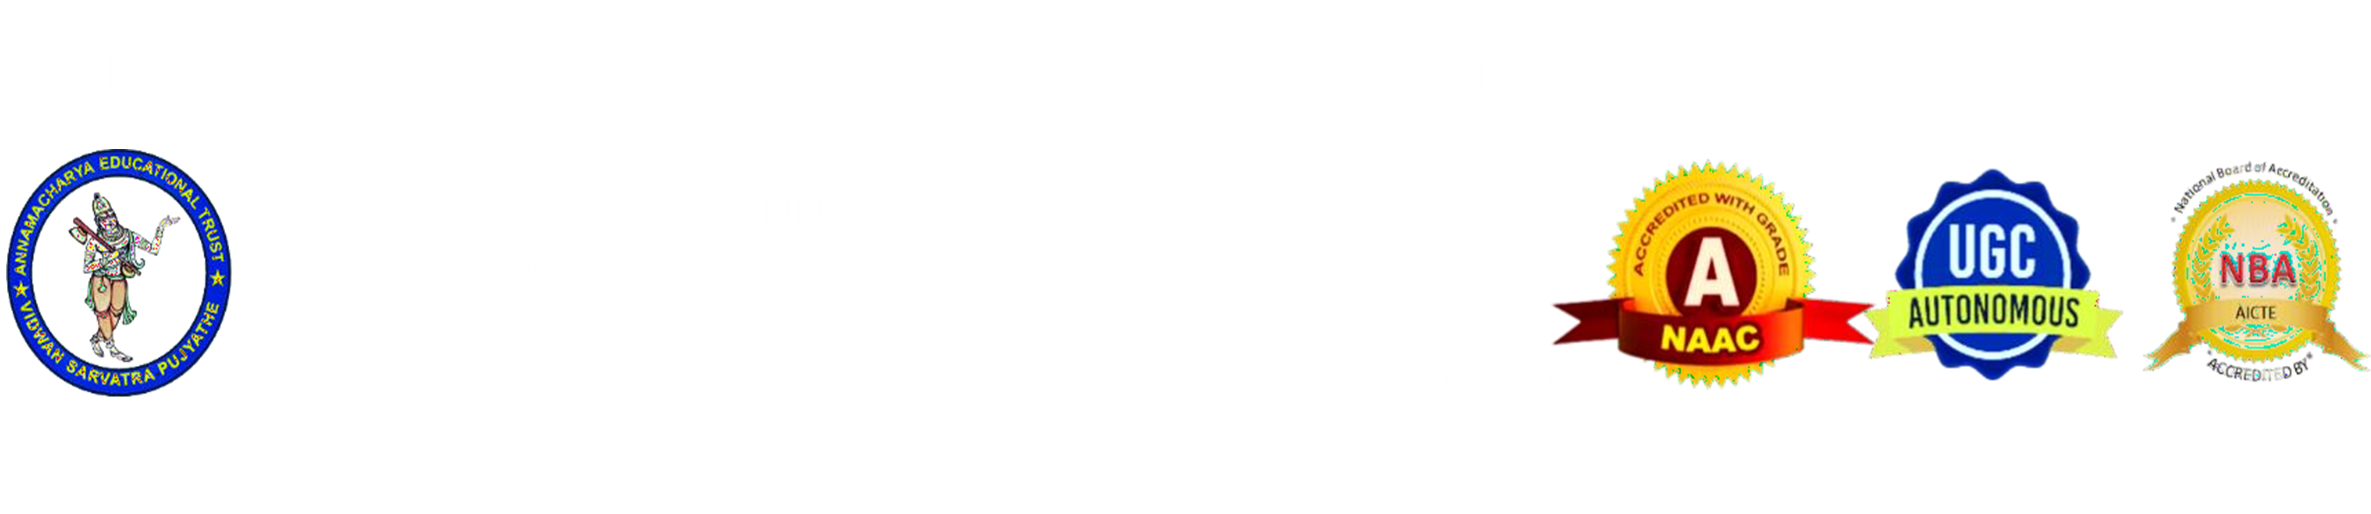 ANNAMACHARYA EDUCATIONAL TRUST
VIDWAN SARVATRA PUJYATHE
ACCREDITED WITH GRADE
A
NAAC
UGC
AUTONOMOUS
National Board of Accreditation
NBA
AICTE
"ACCREDITED BY"